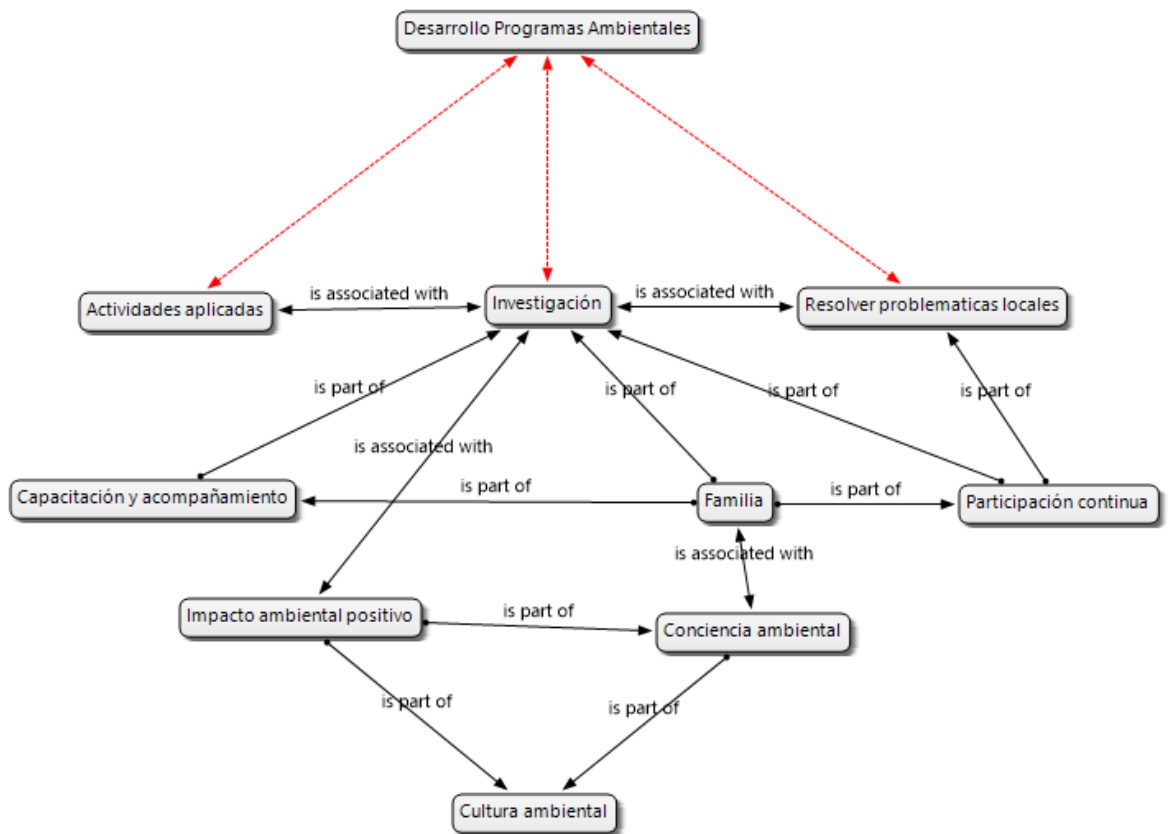 Desarrollo Programas Ambientales
is associated with
is associated with
Actividades aplicadas
Investigación
Resolver problematicas locales
is part of
is part of
is part of
is part of
is associated with
Capacitación y acompañamiento
is part of
Familia
is part of
Participación continua
is associated with
Impacto ambiental positivo
is part of
Conciencia ambiental
is part of
is part of
Cultura ambiental